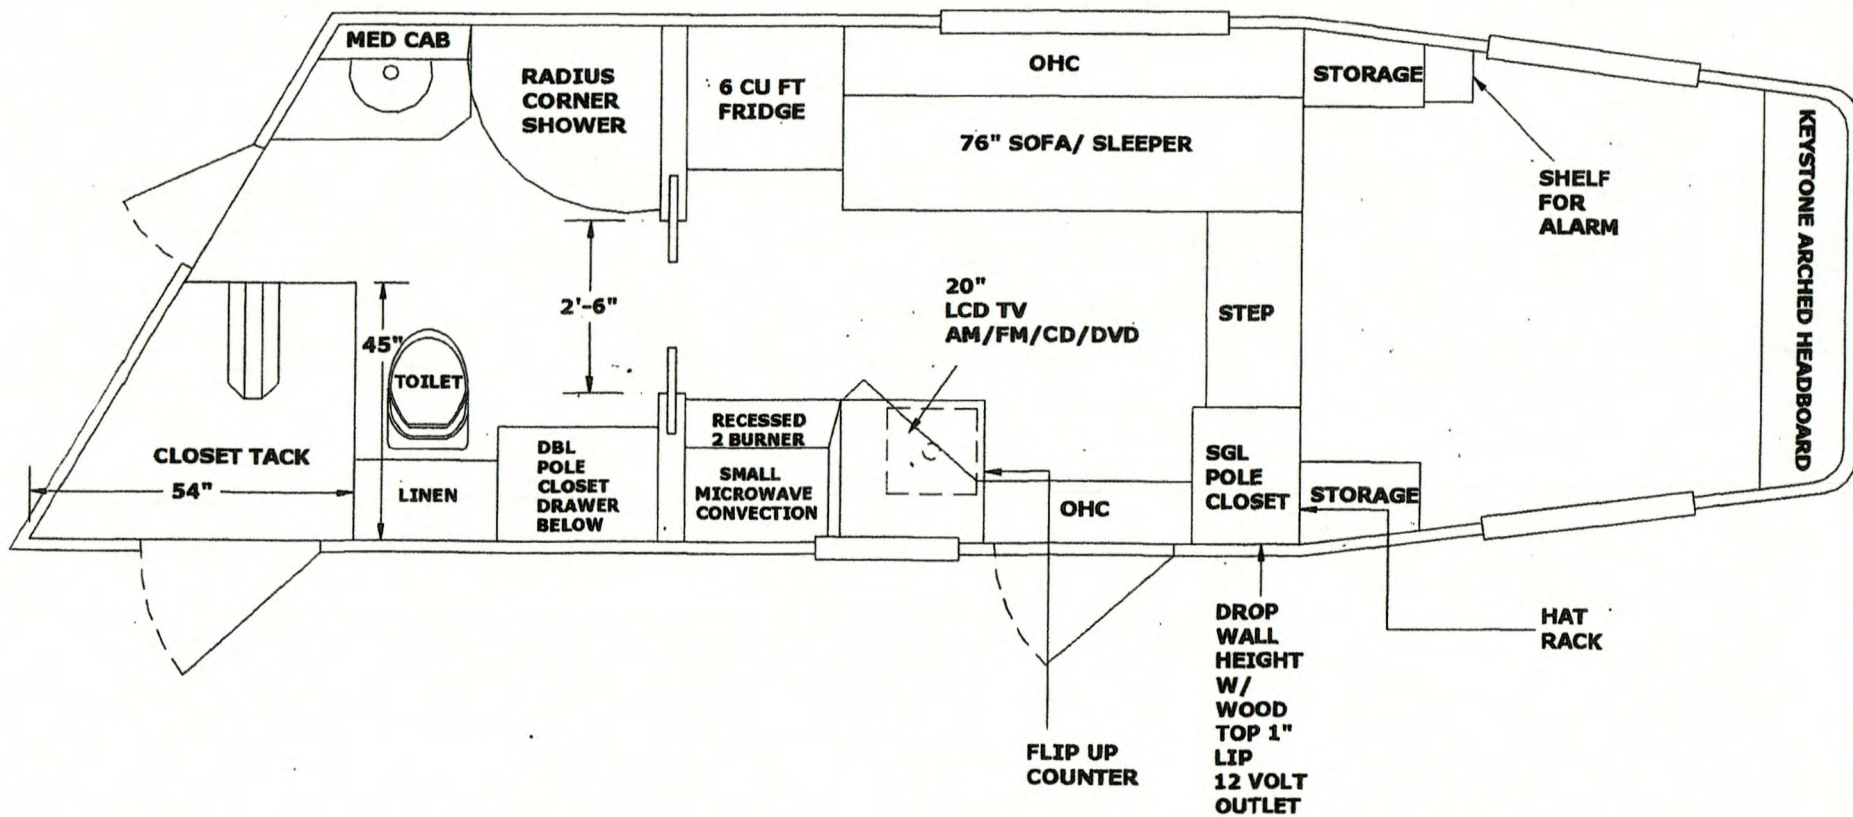 MED CAB
RADIUS
CORNER
SHOWER
6 CU FT
FRIDGE
OHC
76" SOFA/ SLEEPER
STORAGE
SHELF
FOR
ALARM
KEYSTONE ARCHED HEADBOARD
2'-6"
20"
LCD TV
AM/FM/CD/DVD
STEP
45"
TOILET
CLOSET TACK
54"
LINEN
DBL
POLE
CLOSET
DRAWER
BELOW
RECESSED
2 BURNER
SMALL
MICROWAVE
CONVECTION
OHC
SGL
POLE
CLOSET
STORAGE
FLIP UP
COUNTER
DROP
WALL
HEIGHT
W/
WOOD
TOP 1"
LIP
12 VOLT
OUTLET
HAT
RACK